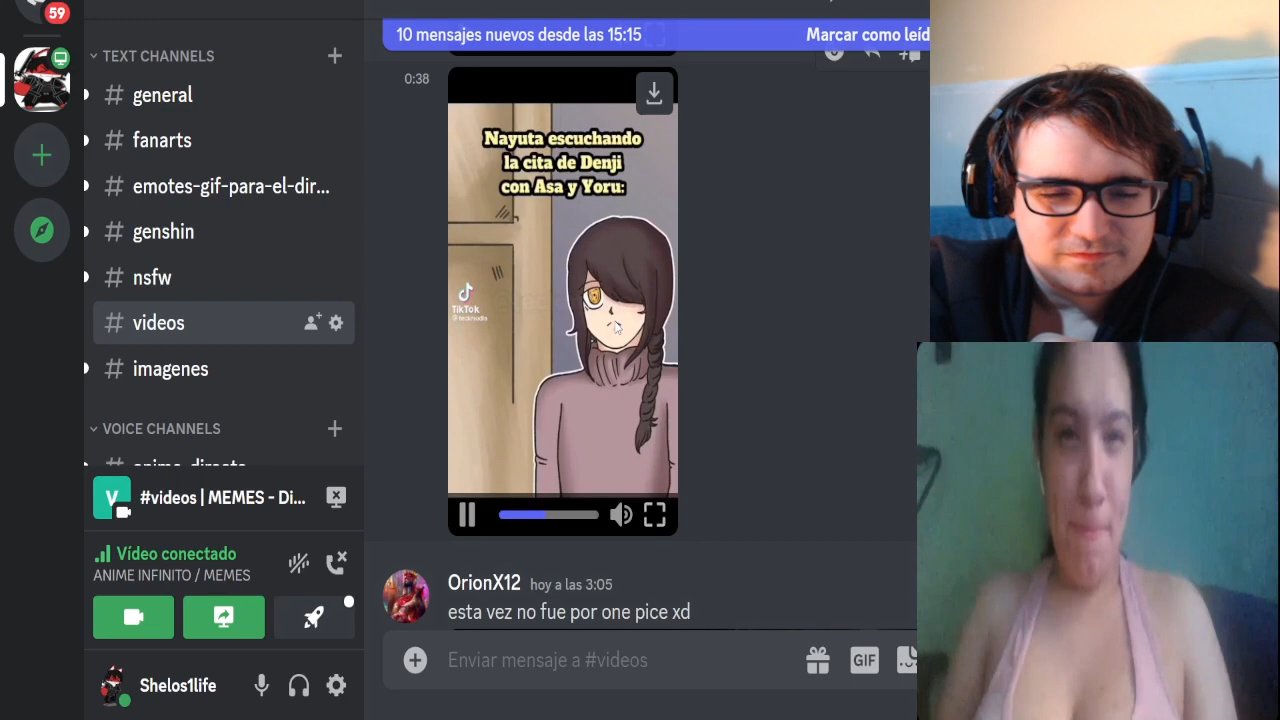 59
TEXT CHANNELS
# general
# fanarts
# emotes-gif-para-el-dir...
# genshin
# nsfw
# videos
# imagenes
VOICE CHANNELS
V
#videos | MEMES - Di...
Vídeo conectado
ANIME INFINITO / MEMES
Shelos1life
10 mensajes nuevos desde las 15:15
Marcar como leíd
0:38
Nayuta escuchando
la cita de Denji
con Asa y Yoru:
TikTok
OrionX12 hoy a las 3:05
esta vez no fue por one pice xd
Enviar mensaje a #videos
GIF